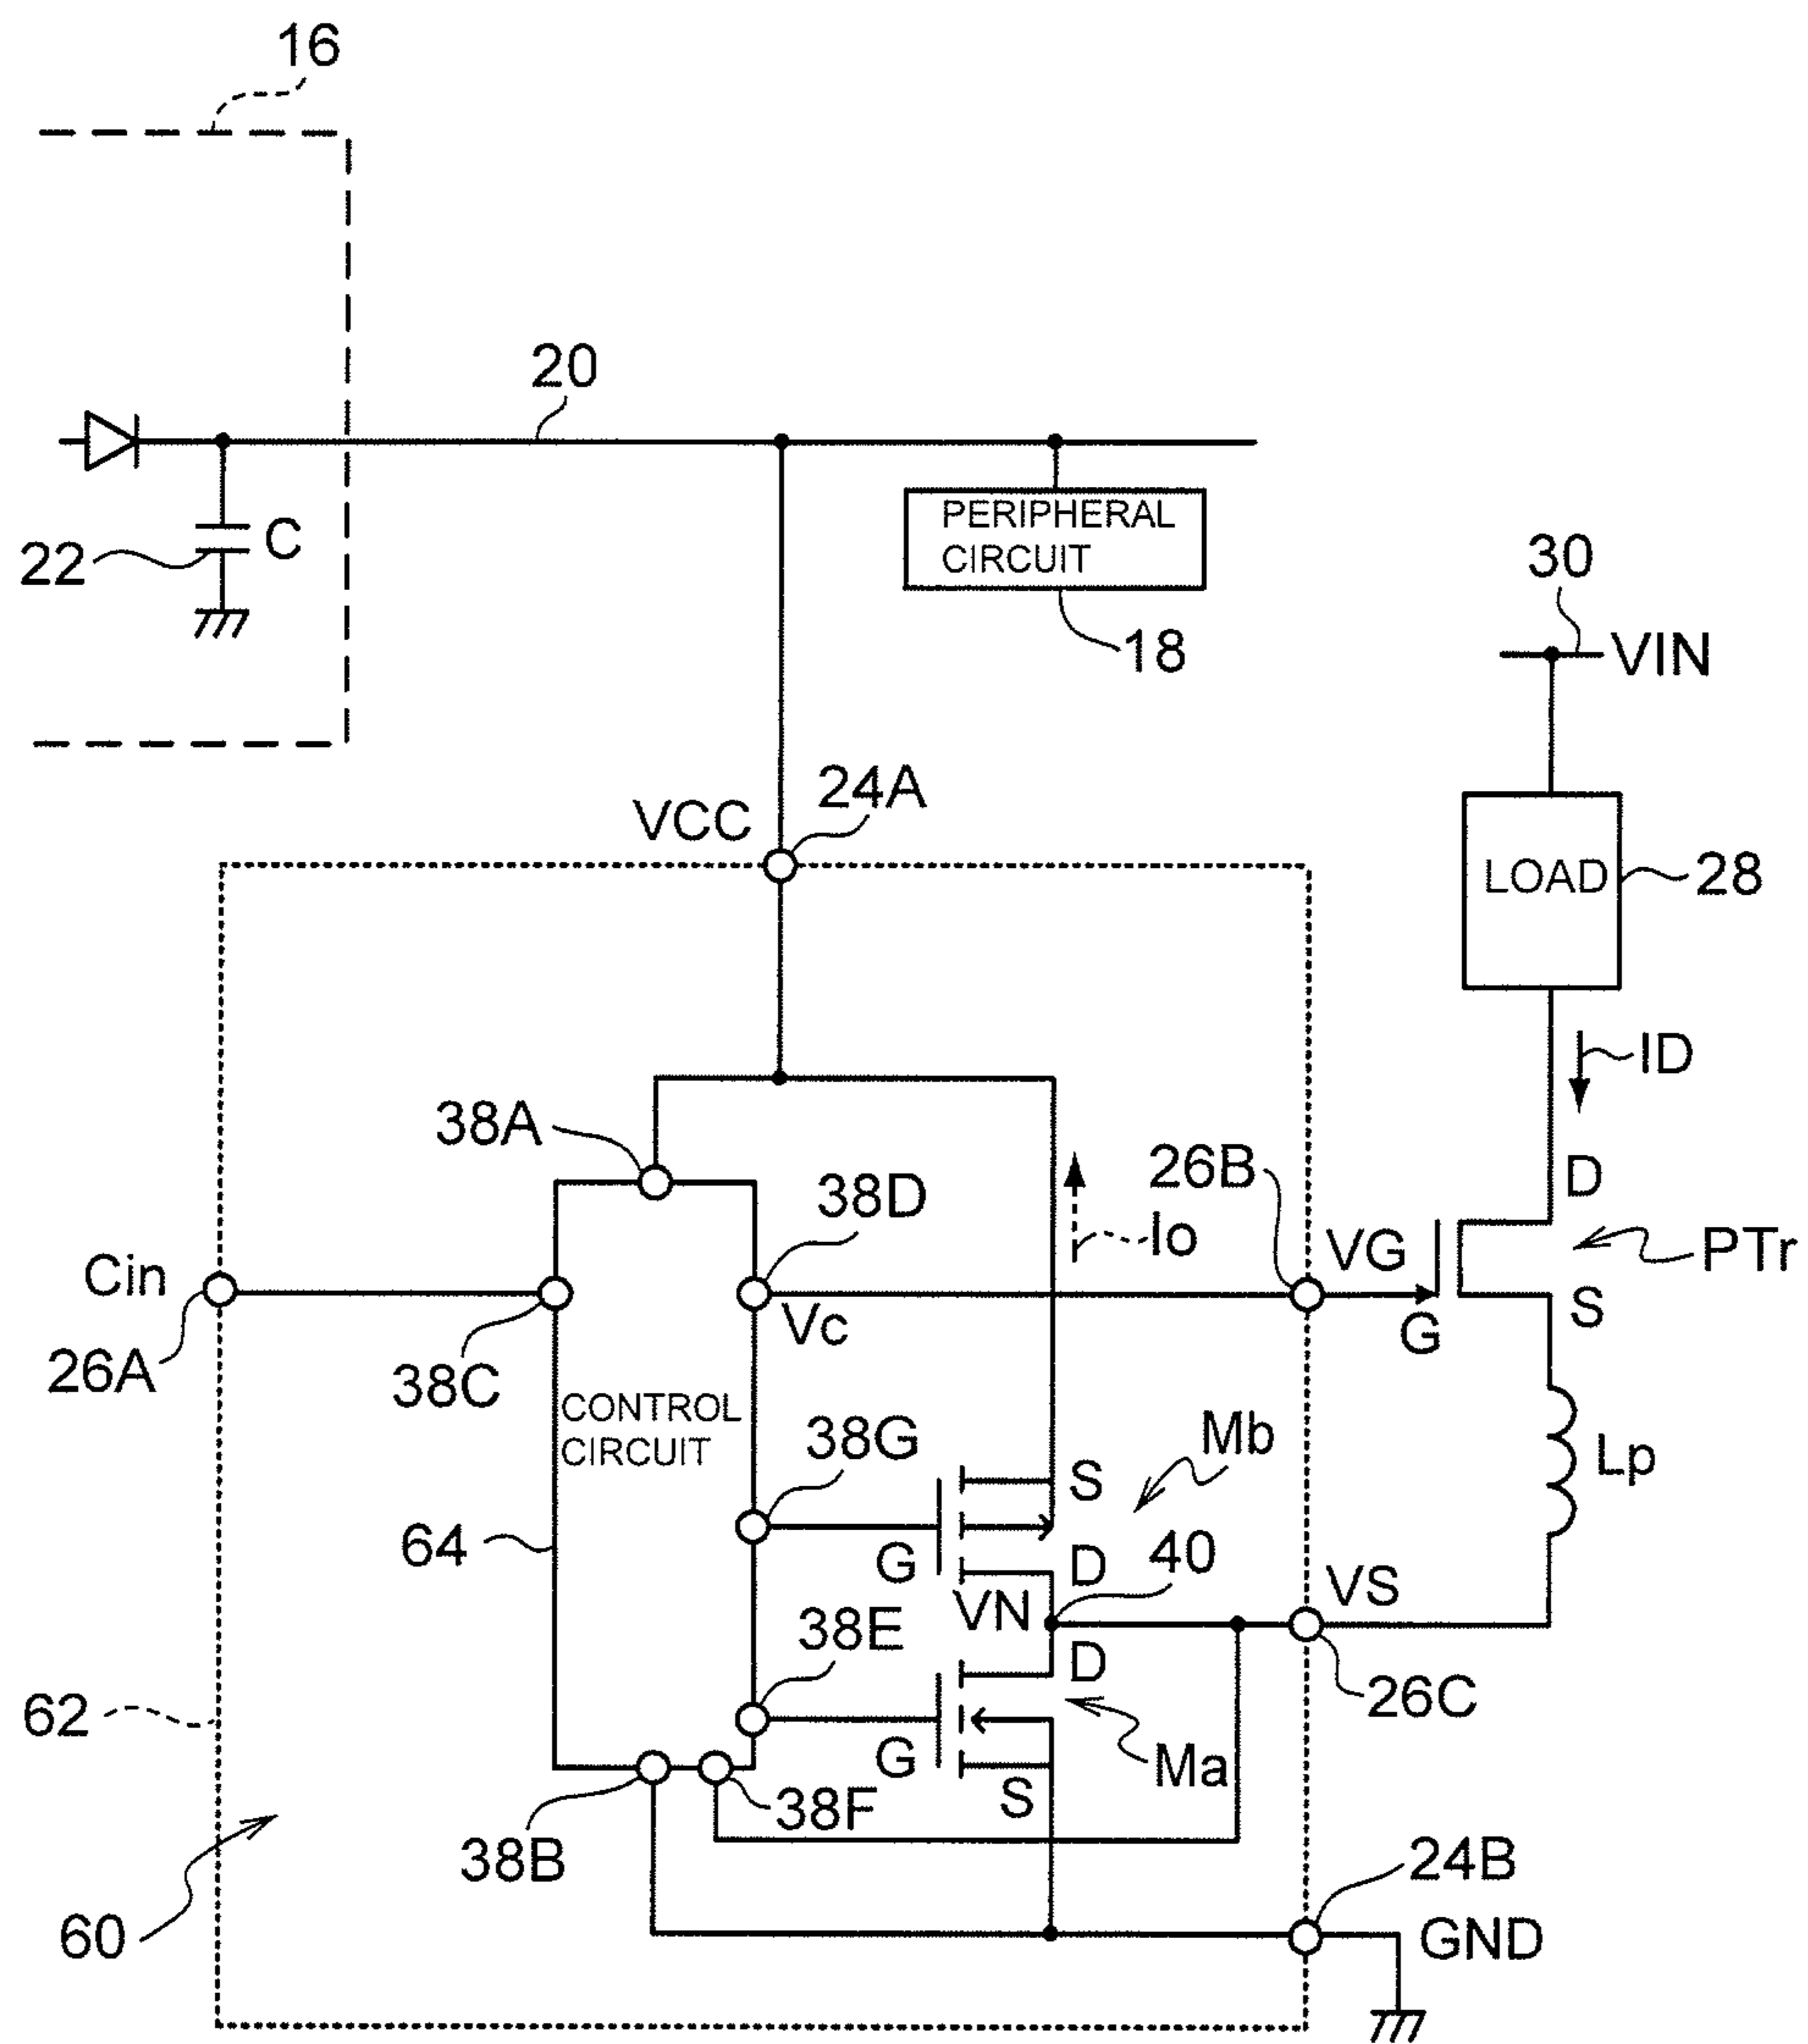 16
20
22
C
PERIPHERAL
CIRCUIT
18
30
VIN
VCC
24A
LOAD
28
ID
38A
38D
26B
Io
D
VG
PTr
Cin
G
S
26A
38C
Vc
CONTROL
CIRCUIT
38G
Mb
S
Lp
64
G
D
40
VN
VS
38E
D
26C
62
G
Ma
S
38F
38B
24B
60
GND